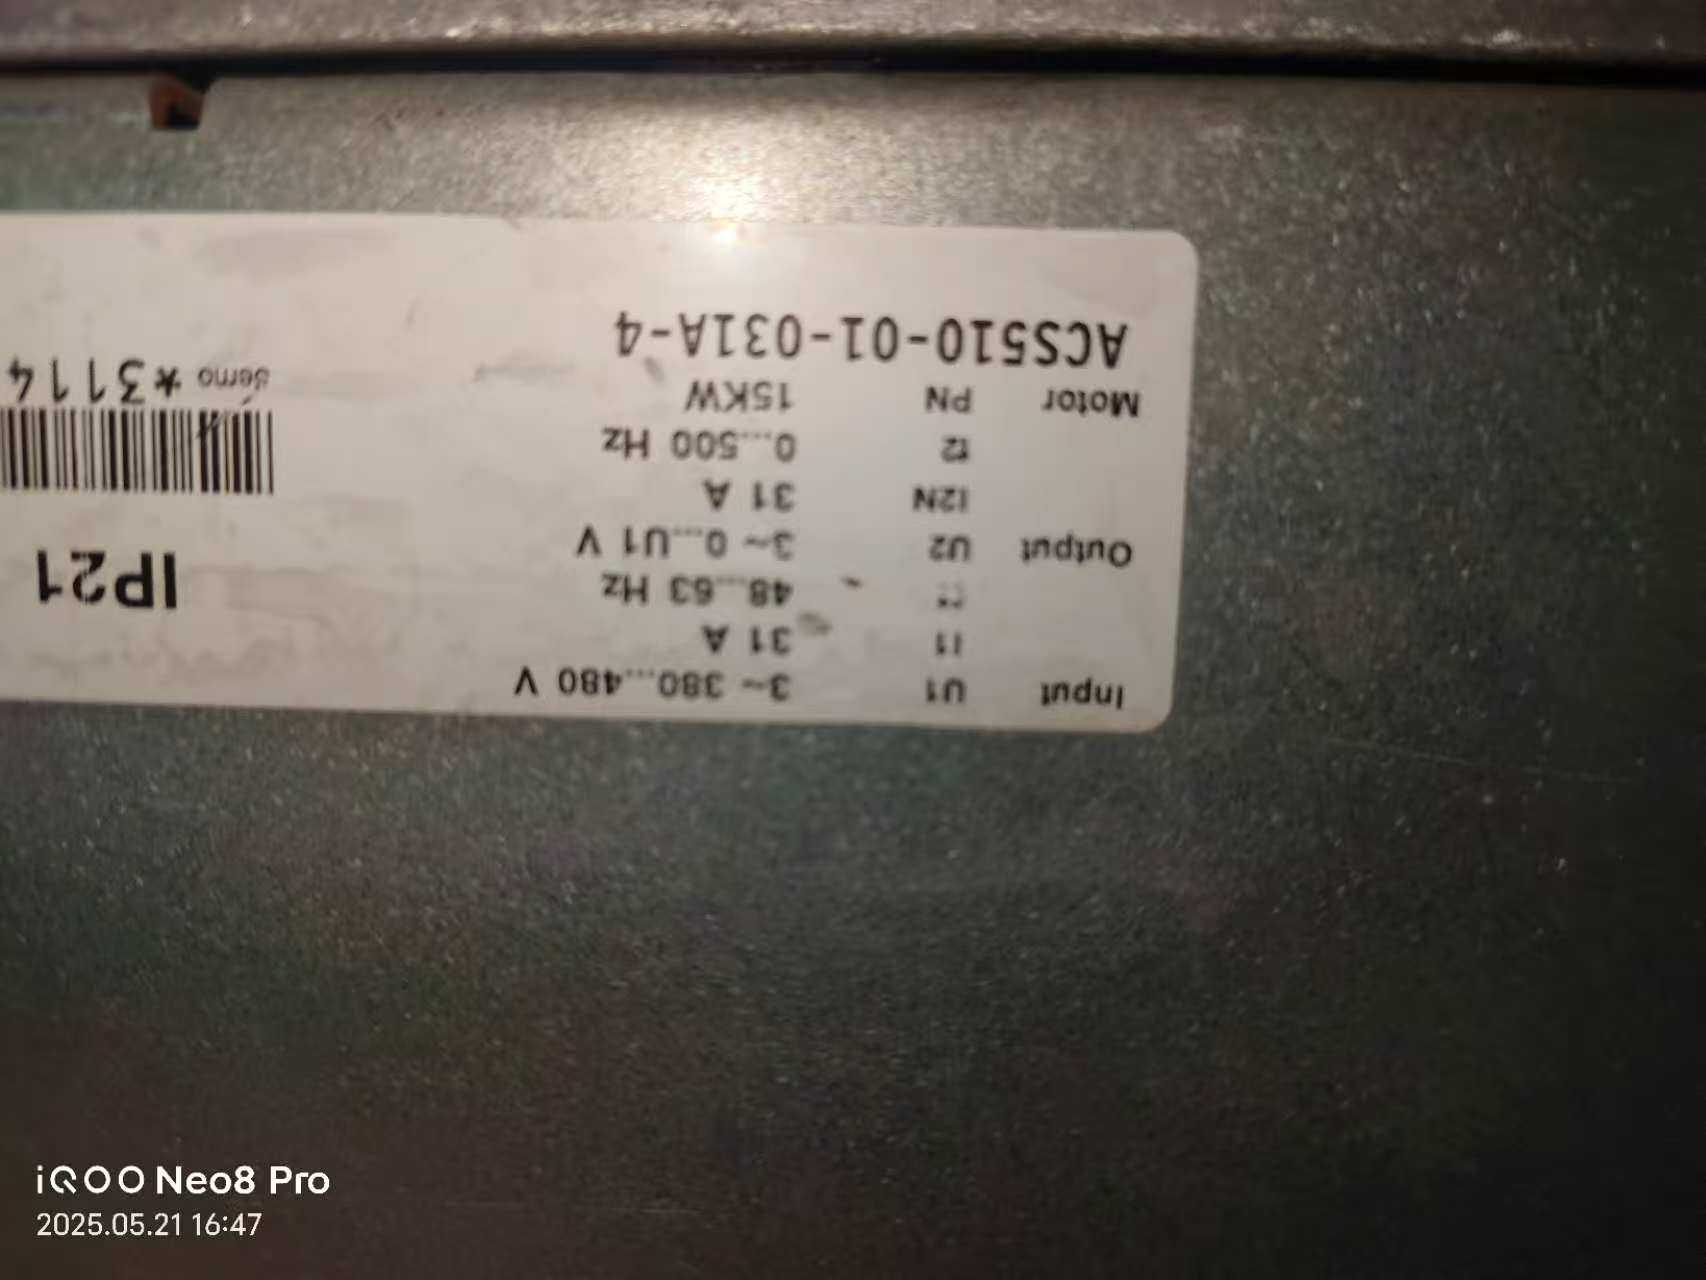 Input U1 3~ 380...480 V
I1 31 A
48...63 Hz
Output U2 3~ 0...U1 V
I2N 31 A
f2 0...500 Hz
Motor PN 15KW
ACS510-01-031A-4
IP21
Serno *3114
iQOO Neo8 Pro
2025.05.21 16:47